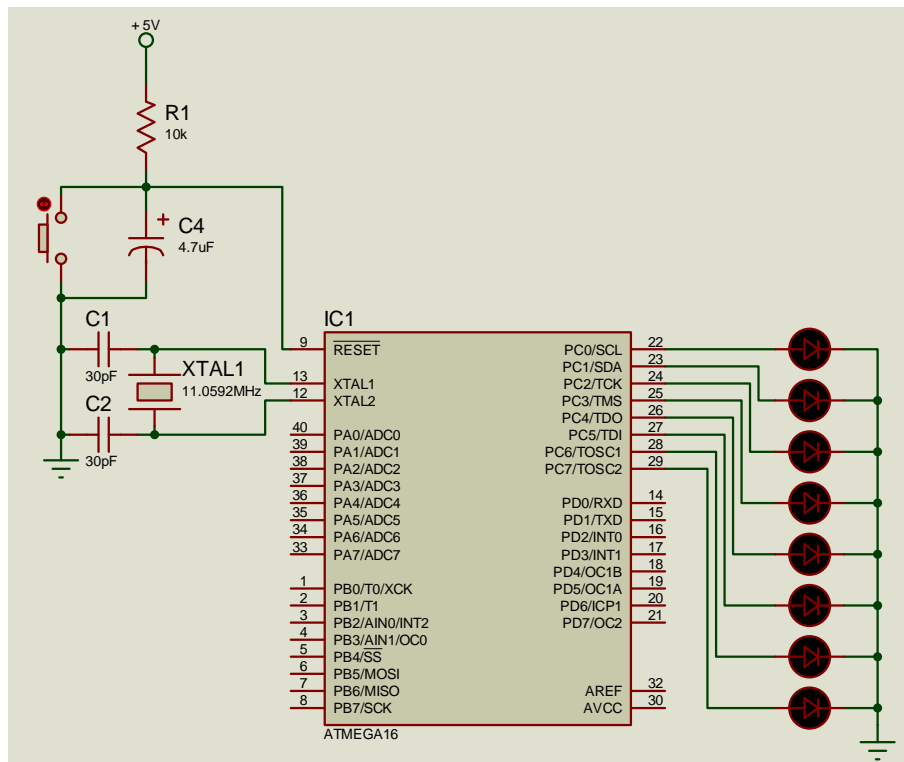 +5V
R1
10k
C4
4.7uF
C1
30pF
XTAL1
11.0592MHz
C2
30pF
IC1
9 RESET
13 XTAL1
12 XTAL2
40 PA0/ADC0
39 PA1/ADC1
38 PA2/ADC2
37 PA3/ADC3
36 PA4/ADC4
35 PA5/ADC5
34 PA6/ADC6
33 PA7/ADC7
1 PB0/T0/XCK
2 PB1/T1
3 PB2/AIN0/INT2
4 PB3/AIN1/OC0
5 PB4/SS
6 PB5/MOSI
7 PB6/MISO
8 PB7/SCK
PC0/SCL 22
PC1/SDA 23
PC2/TCK 24
PC3/TMS 25
PC4/TDO 26
PC5/TDI 27
PC6/TOSC1 28
PC7/TOSC2 29
PD0/RXD 14
PD1/TXD 15
PD2/INT0 16
PD3/INT1 17
PD4/OC1B 18
PD5/OC1A 19
PD6/ICP1 20
PD7/OC2 21
AREF 32
AVCC 30
ATMEGA16